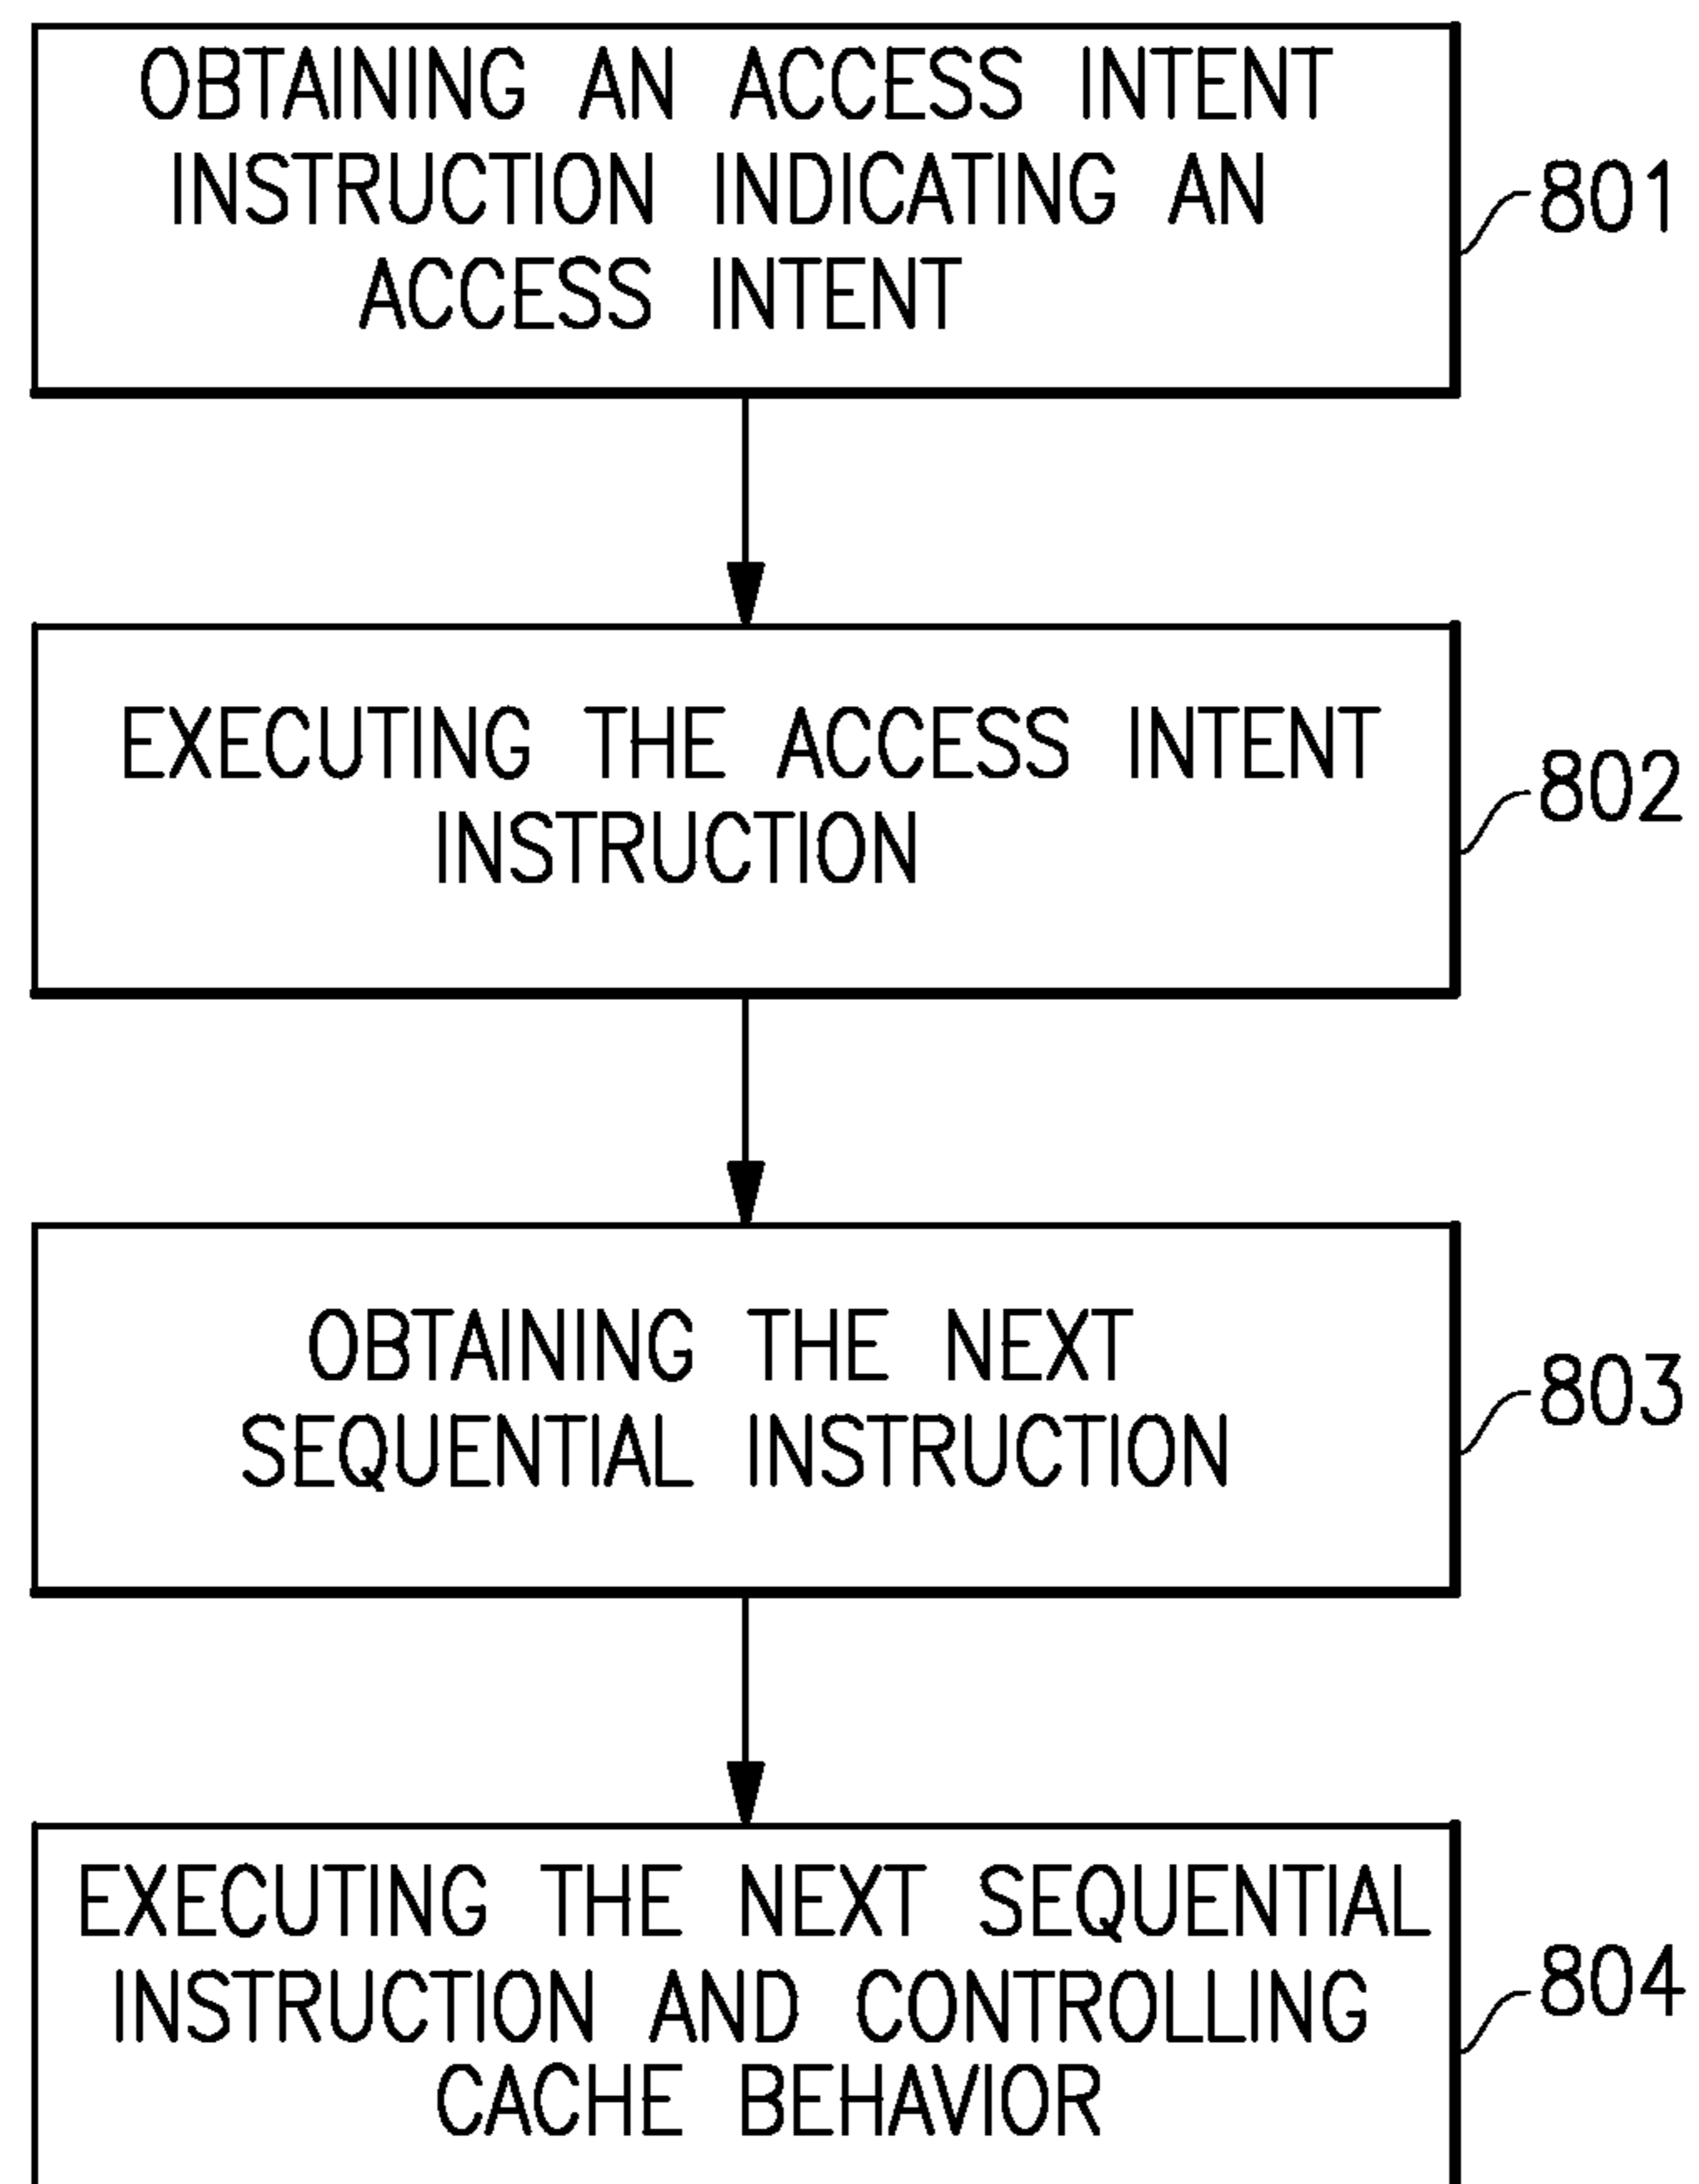 OBTAINING AN ACCESS INTENT
INSTRUCTION INDICATING AN
ACCESS INTENT
801
EXECUTING THE ACCESS INTENT
INSTRUCTION
802
OBTAINING THE NEXT
SEQUENTIAL INSTRUCTION
803
EXECUTING THE NEXT SEQUENTIAL
INSTRUCTION AND CONTROLLING
CACHE BEHAVIOR
804